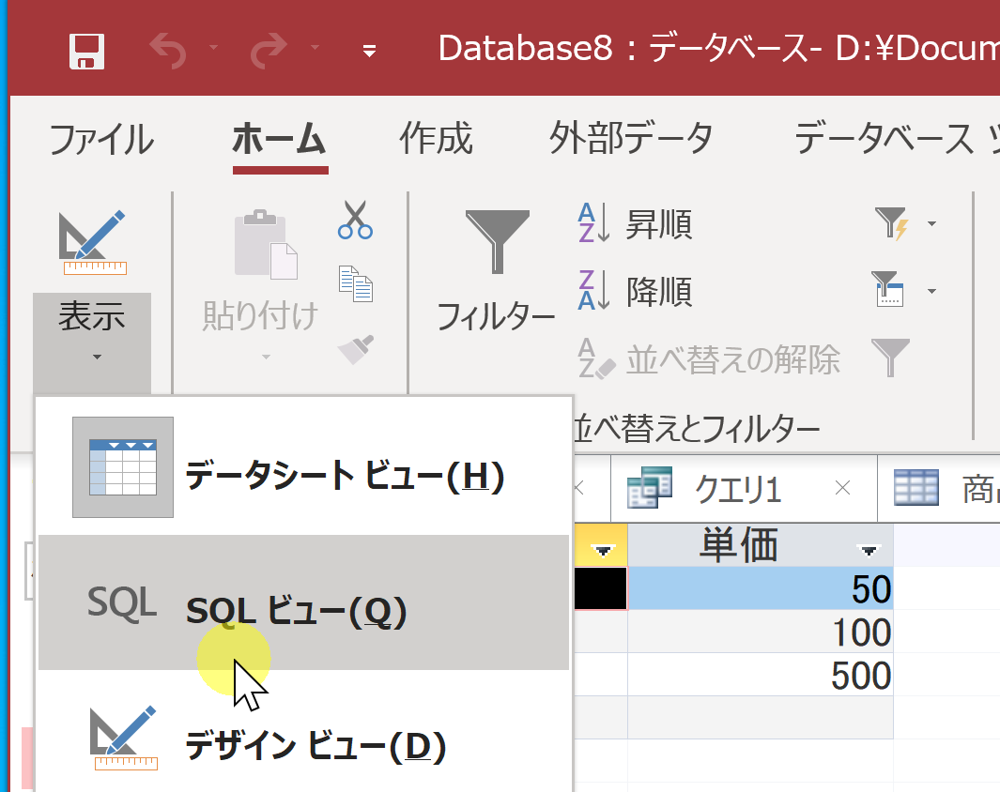 Database8 : データベース- D:¥Docum
ファイル ホーム 作成 外部データ データベース ツ
表示
貼り付け
フィルター
A
Z
昇順
Z
A
降順
A
Z
並べ替えの解除
並べ替えとフィルター
データシート ビュー(H)
SQL SQL ビュー(Q)
デザイン ビュー(D)
クエリ1
商品
単価
50
100
500